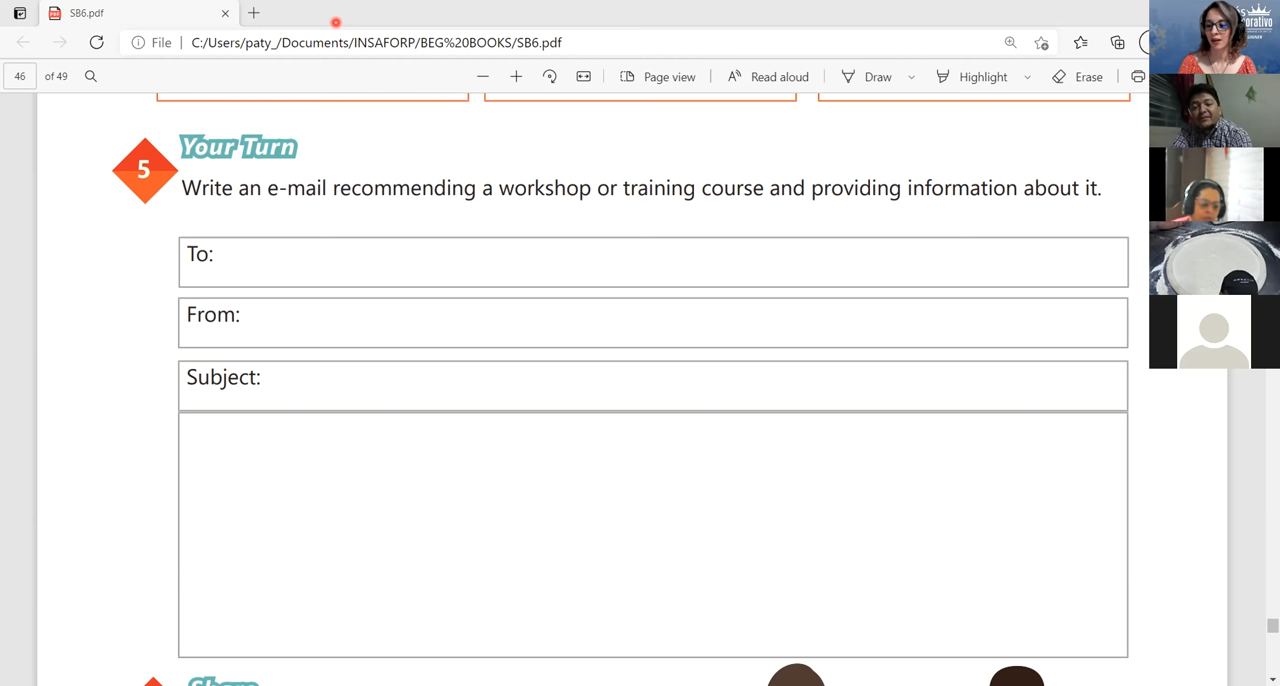 SB6.pdf
File
C:/Users/paty_/Documents/INSAFORP/BEG%20BOOKS/SB6.pdf
46 of 49
Page view
Read aloud
Draw
Highlight
Erase
5
Your Turn
Write an e-mail recommending a workshop or training course and providing information about it.
To:
From:
Subject:
Share